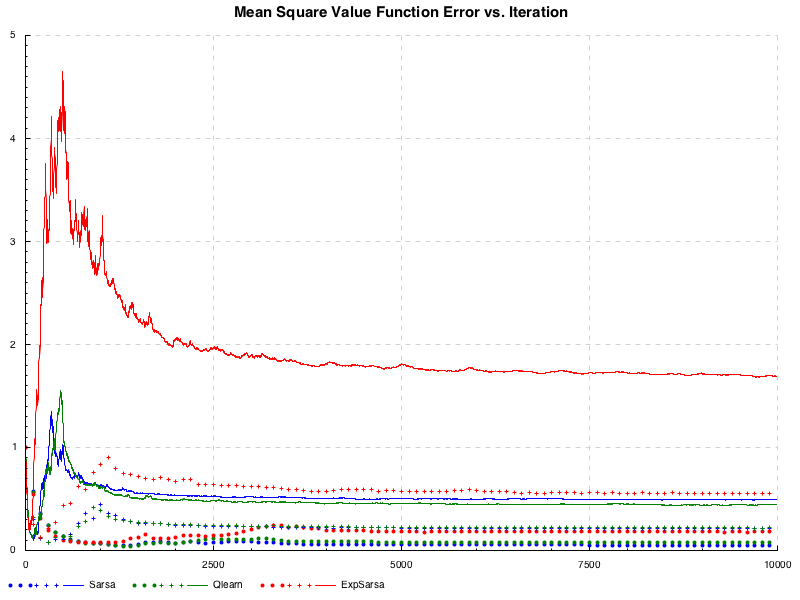 Mean Square Value Function Error vs. Iteration
5
4
3
2
1
0
0 2500 5000 7500 10000
Sarsa Qlearn ExpSarsa